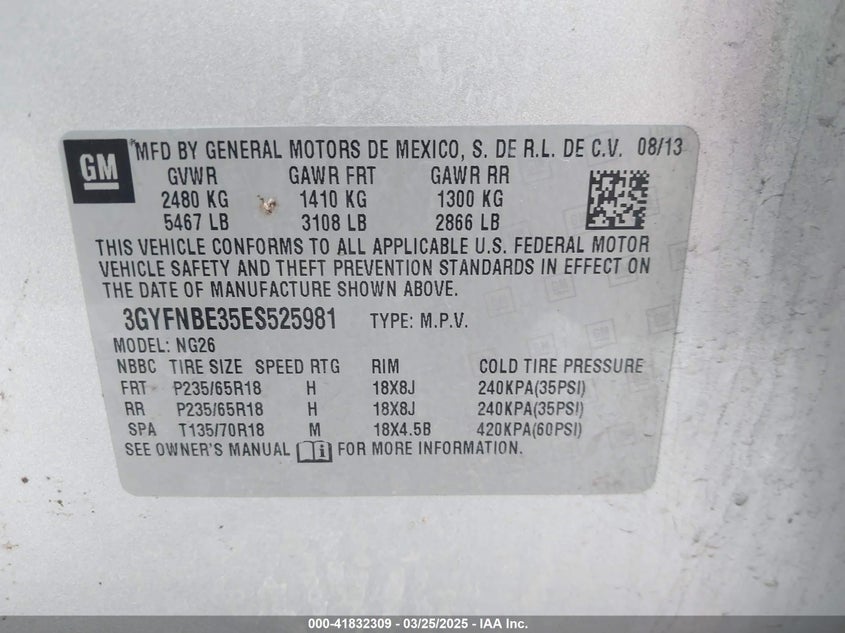 GM
MFD BY GENERAL MOTORS DE MEXICO, S. DE R.L. DE C.V. 08/13
GVWR GAWR FRT GAWR RR
2480 KG 1410 KG 1300 KG
5467 LB 3108 LB 2866 LB
THIS VEHICLE CONFORMS TO ALL APPLICABLE U.S. FEDERAL MOTOR
VEHICLE SAFETY AND THEFT PREVENTION STANDARDS IN EFFECT ON
THE DATE OF MANUFACTURE SHOWN ABOVE.
3GYFNBE35ES525981 TYPE: M.P.V.
MODEL: NG26
NBBC TIRE SIZE SPEED RTG RIM COLD TIRE PRESSURE
FRT P235/65R18 H 18X8J 240KPA(35PSI)
RR P235/65R18 H 18X8J 240KPA(35PSI)
SPA T135/70R18 M 18X4.5B 420KPA(60PSI)
SEE OWNER'S MANUAL FOR MORE INFORMATION.
000-41832309 - 03/25/2025 - IAA Inc.